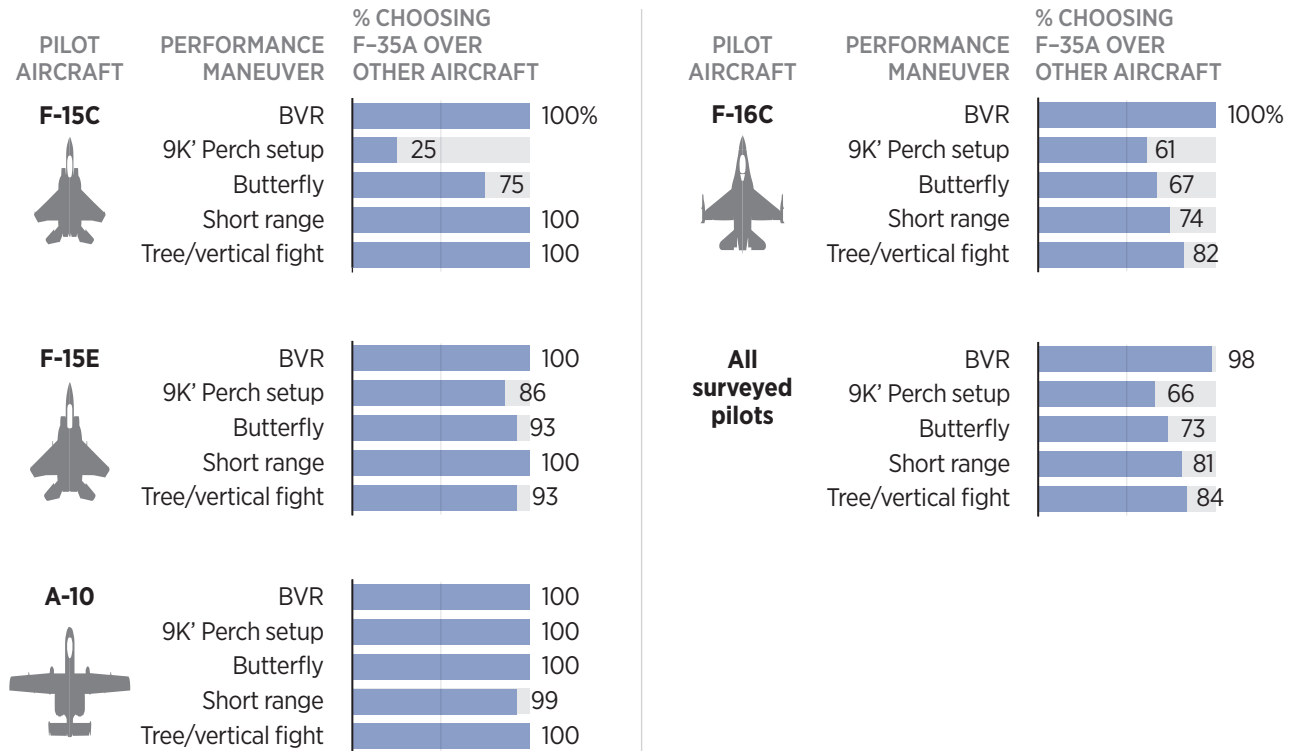 PILOT AIRCRAFT
PERFORMANCE MANEUVER
% CHOOSING F–35A OVER OTHER AIRCRAFT
F-15C
BVR 100%
9K’ Perch setup 25
Butterfly 75
Short range 100
Tree/vertical fight 100
F-15E
BVR 100
9K’ Perch setup 86
Butterfly 93
Short range 100
Tree/vertical fight 93
A-10
BVR 100
9K’ Perch setup 100
Butterfly 100
Short range 99
Tree/vertical fight 100
PILOT AIRCRAFT
PERFORMANCE MANEUVER
% CHOOSING F–35A OVER OTHER AIRCRAFT
F-16C
BVR 100%
9K’ Perch setup 61
Butterfly 67
Short range 74
Tree/vertical fight 82
All surveyed pilots
BVR 98
9K’ Perch setup 66
Butterfly 73
Short range 81
Tree/vertical fight 84